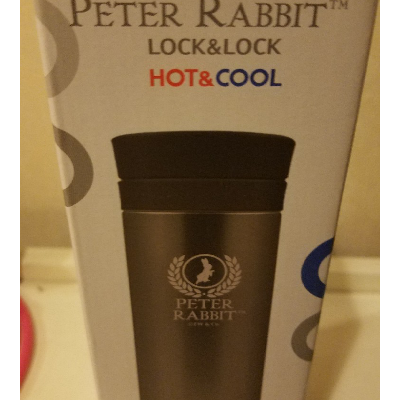 PETER RABBIT™
LOCK&LOCK
HOT&COOL
PETER
RABBIT™